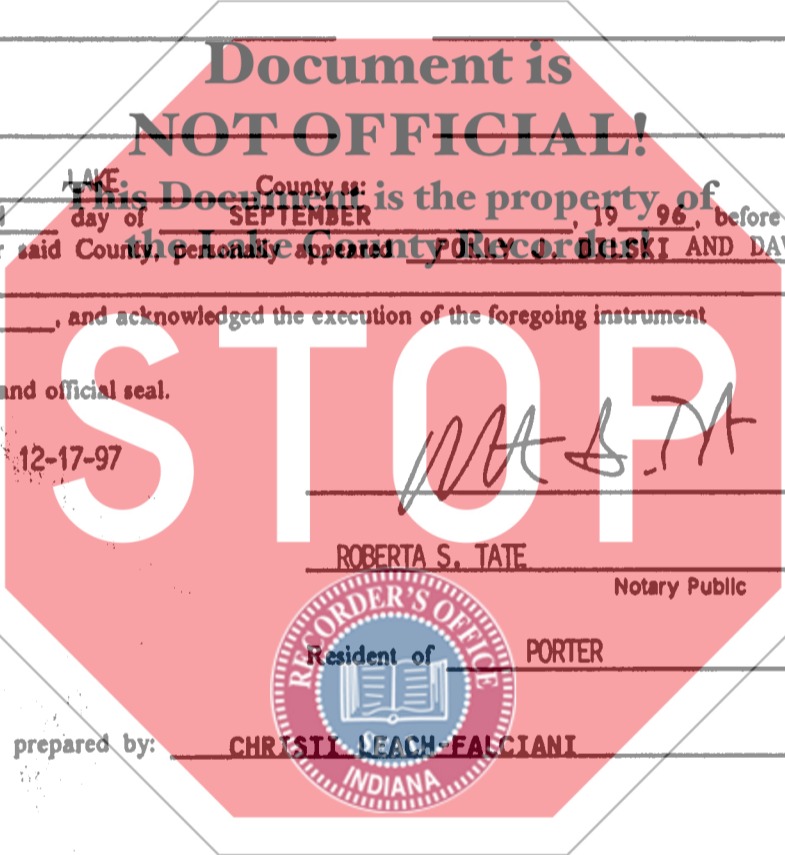 Document is
NOT OFFICIAL!
This Document is the property of
the Lake County Recorder!
LAKE County ss:
day of SEPTEMBER , 19 96, before
said County, personally appeared POLLY J. DILSKI AND DAV
, and acknowledged the execution of the foregoing instrument
and official seal.
12-17-97
STOP
ROBERTA S. TATE
Notary Public
Resident of PORTER
prepared by: CHRISTI LEACH-FALCIANI
RECORDER'S OFFICE
SEAL
INDIANA